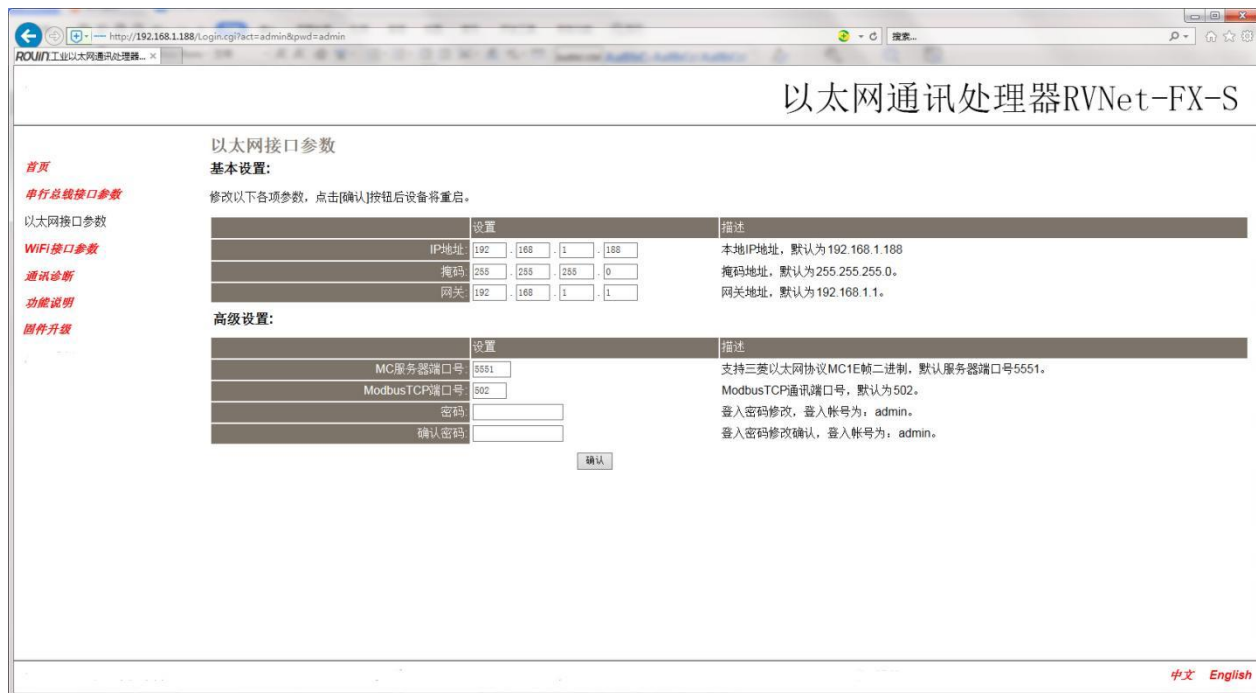 http://192.168.1.188/Login.cgi?act=admin&pwd=admin
搜索...
ROUIN工业以太网通讯处理器... ×
以太网通讯处理器RVNet-FX-S
首页
串行总线接口参数
以太网接口参数
WiFi接口参数
通讯诊断
功能说明
固件升级
以太网接口参数
基本设置:
修改以下各项参数，点击[确认]按钮后设备将重启。
设置 描述
IP地址: 192 . 168 . 1 . 188 本地IP地址，默认为192.168.1.188
掩码: 255 . 255 . 255 . 0 掩码地址，默认为255.255.255.0。
网关: 192 . 168 . 1 . 1 网关地址，默认为192.168.1.1。
高级设置:
设置 描述
MC服务器端口号: 5551 支持三菱以太网协议MC1E帧二进制，默认服务器端口号5551。
ModbusTCP端口号: 502 ModbusTCP通讯端口号，默认为502。
密码: 登入密码修改，登入帐号为：admin。
确认密码: 登入密码修改确认，登入帐号为：admin。
确认
中文 English